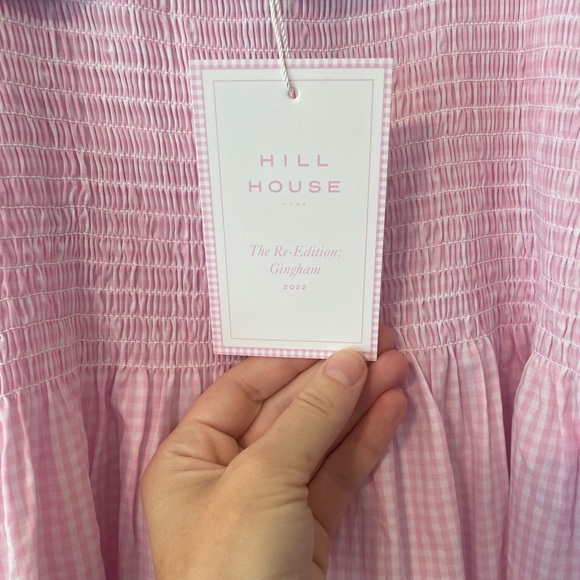 HILL
HOUSE
HOME
The Re-Edition:
Gingham
2022